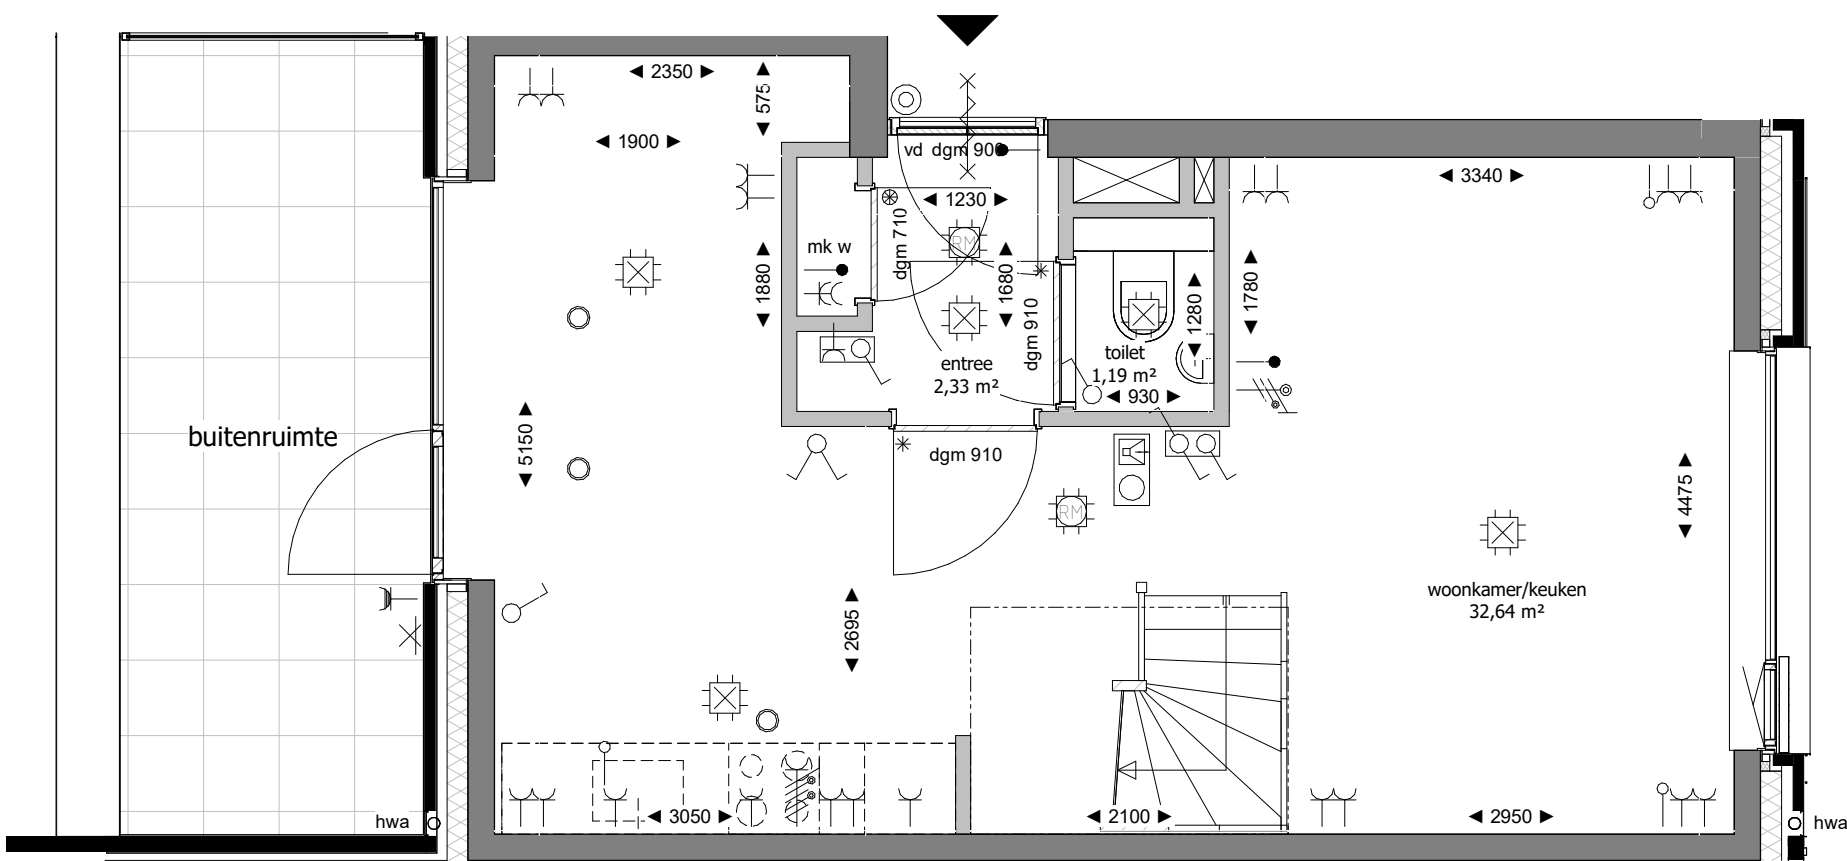 2350
575
1900
vd dgm 900
3340
1230
dgm 710
RM
mk w
1880
1680
1280
1780
dgm 910
entree
2,33 m²
toilet
1,19 m²
930
buitenruimte
5150
dgm 910
RM
4475
woonkamer/keuken
32,64 m²
2695
hwa
3050
2100
2950
hwa